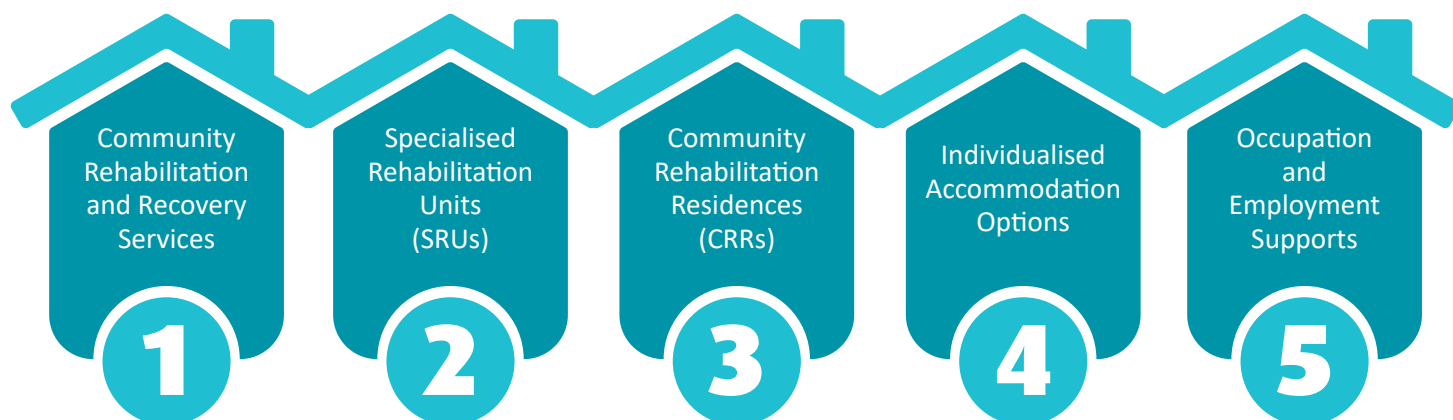 Community
Rehabilitation
and Recovery
Services
1
Specialised
Rehabilitation
Units
(SRUs)
2
Community
Rehabilitation
Residences
(CRRs)
3
Individualised
Accommodation
Options
4
Occupation
and
Employment
Supports
5